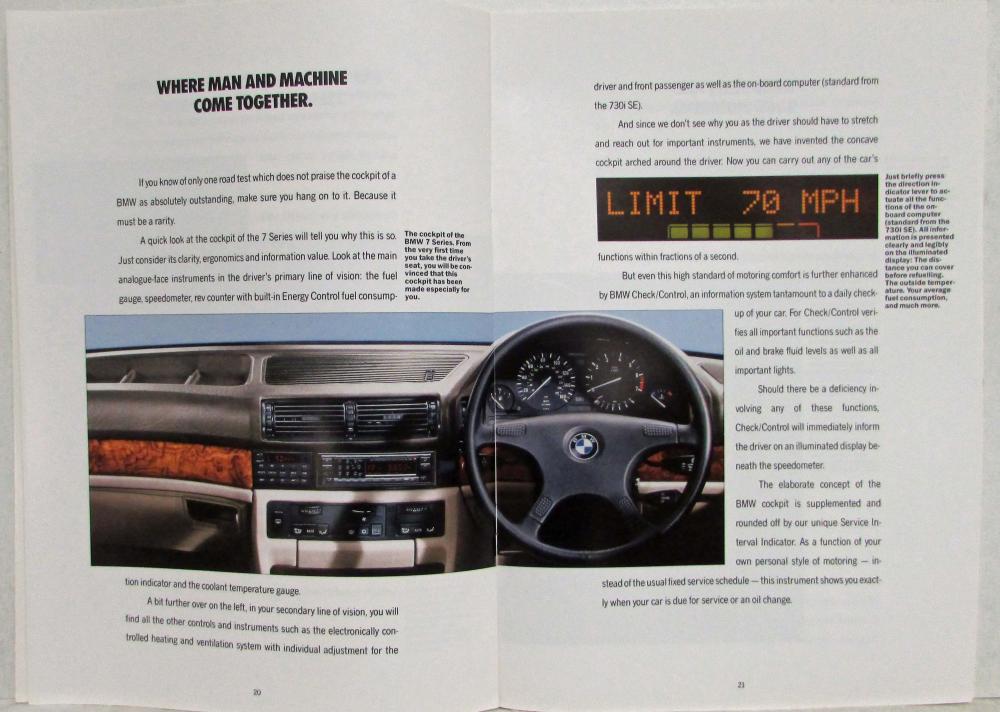 WHERE MAN AND MACHINE
COME TOGETHER.
If you know of only one road test which does not praise the cockpit of a
BMW as absolutely outstanding, make sure you hang on to it. Because it
must be a rarity.
A quick look at the cockpit of the 7 Series will tell you why this is so.
Just consider its clarity, ergonomics and information value. Look at the main
analogue-face instruments in the driver's primary line of vision: the fuel
gauge, speedometer, rev counter with built-in Energy Control fuel consump-
The cockpit of the
BMW 7 Series. From
the very first time
you take the driver's
seat, you will be con-
vinced that this
cockpit has been
made especially for
you.
tion indicator and the coolant temperature gauge.
A bit further over on the left, in your secondary line of vision, you will
find all the other controls and instruments such as the electronically con-
trolled heating and ventilation system with individual adjustment for the
20
driver and front passenger as well as the on-board computer (standard from
the 730i SE).
And since we don't see why you as the driver should have to stretch
and reach out for important instruments, we have invented the concave
cockpit arched around the driver. Now you can carry out any of the car's
LIMIT 70 MPH
Just briefly press
the direction in-
dicator lever to ac-
tuate all the func-
tions of the on-
board computer
(standard from the
730i SE). All infor-
mation is presented
clearly and legibly
on the illuminated
display: The dis-
tance you can cover
before refuelling.
The outside temper-
ature. Your average
fuel consumption,
and much more.
functions within fractions of a second.
But even this high standard of motoring comfort is further enhanced
by BMW Check/Control, an information system tantamount to a daily check-
up of your car. For Check/Control veri-
fies all important functions such as the
oil and brake fluid levels as well as all
important lights.
Should there be a deficiency in-
volving any of these functions,
Check/Control will immediately inform
the driver on an illuminated display be-
neath the speedometer.
The elaborate concept of the
BMW cockpit is supplemented and
rounded off by our unique Service In-
terval Indicator. As a function of your
own personal style of motoring — in-
stead of the usual fixed service schedule — this instrument shows you exact-
ly when your car is due for service or an oil change.
BMW
21